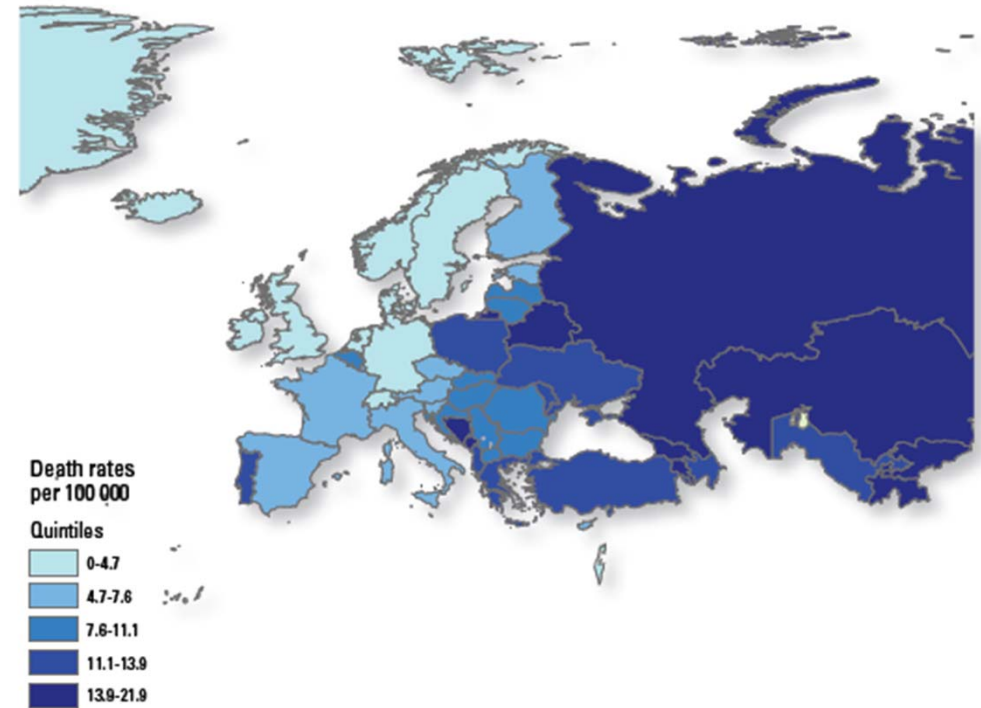 Death rates
per 100 000
Quintiles
0-4.7
4.7-7.6
7.6-11.1
11.1-13.9
13.9-21.9